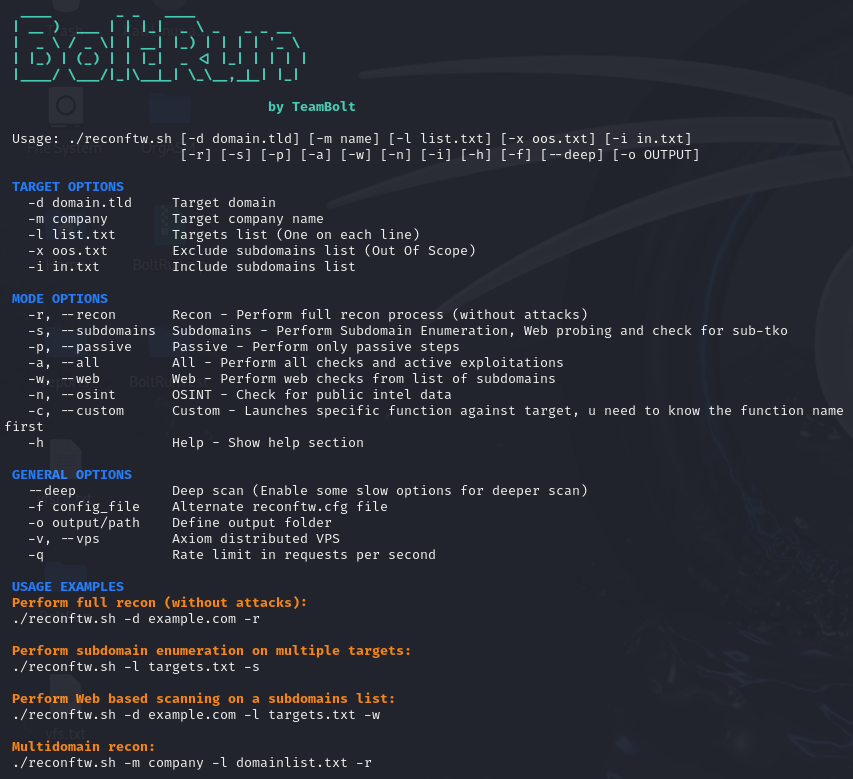 BoltRun
by TeamBolt
Usage: ./reconftw.sh [-d domain.tld] [-m name] [-l list.txt] [-x oos.txt] [-i in.txt]
[-r] [-s] [-p] [-a] [-w] [-n] [-i] [-h] [-f] [--deep] [-o OUTPUT]
TARGET OPTIONS
-d domain.tld Target domain
-m company Target company name
-l list.txt Targets list (One on each line)
-x oos.txt Exclude subdomains list (Out Of Scope)
-i in.txt Include subdomains list
MODE OPTIONS
-r, --recon Recon - Perform full recon process (without attacks)
-s, --subdomains Subdomains - Perform Subdomain Enumeration, Web probing and check for sub-tko
-p, --passive Passive - Perform only passive steps
-a, --all All - Perform all checks and active exploitations
-w, --web Web - Perform web checks from list of subdomains
-n, --osint OSINT - Check for public intel data
-c, --custom Custom - Launches specific function against target, u need to know the function name
first
-h Help - Show help section
GENERAL OPTIONS
--deep Deep scan (Enable some slow options for deeper scan)
-f config_file Alternate reconftw.cfg file
-o output/path Define output folder
-v, --vps Axiom distributed VPS
-q Rate limit in requests per second
USAGE EXAMPLES
Perform full recon (without attacks):
./reconftw.sh -d example.com -r
Perform subdomain enumeration on multiple targets:
./reconftw.sh -l targets.txt -s
Perform Web based scanning on a subdomains list:
./reconftw.sh -d example.com -l targets.txt -w
Multidomain recon:
./reconftw.sh -m company -l domainlist.txt -r